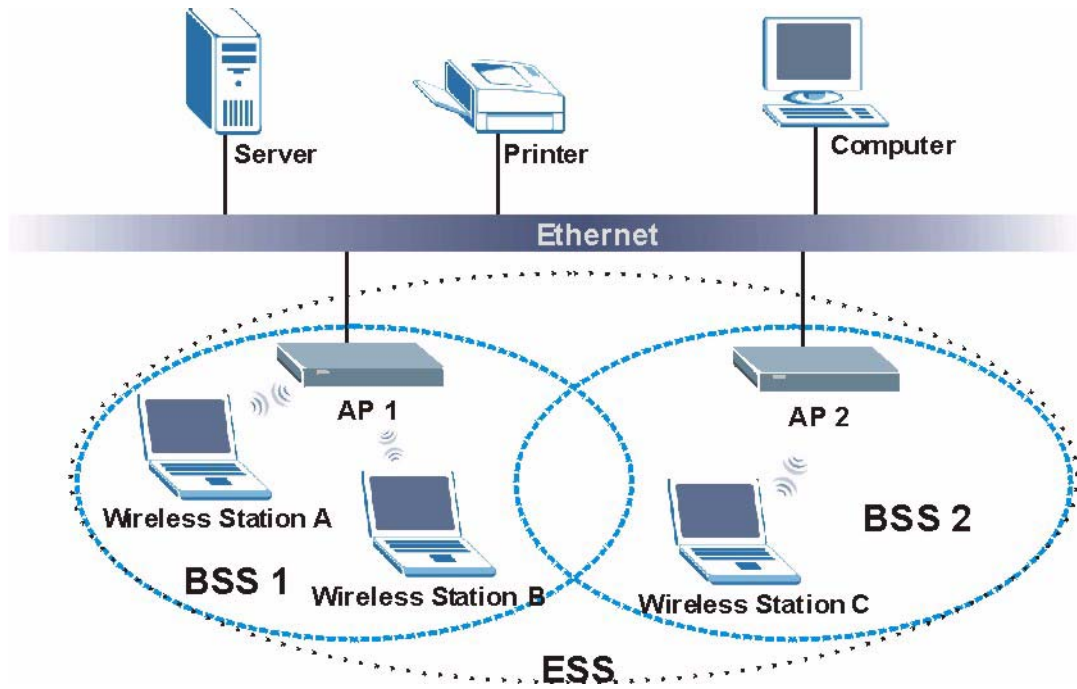 Server
Printer
Computer
Ethernet
AP 1
AP 2
Wireless Station A
BSS 2
BSS 1
Wireless Station B
Wireless Station C
ESS